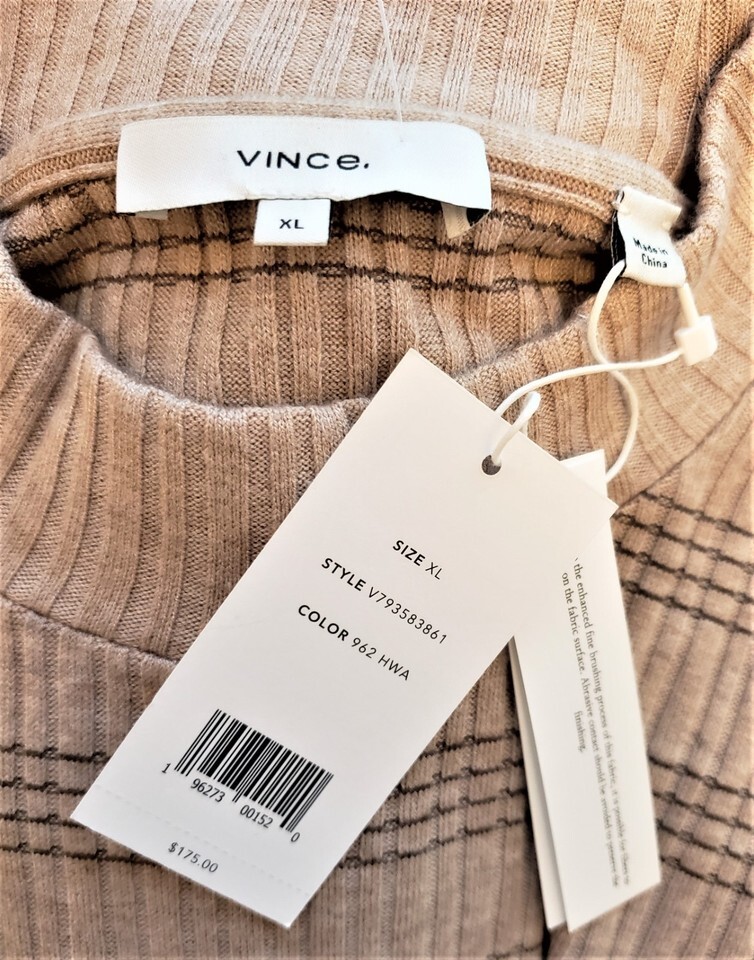 VINCe.
XL
Made in
China
SIZE XL
STYLE V793583861
COLOR 962 HWA
1 96273 00152 0
$175.00
the enhanced fine brushing process of this fabric, it is possible for fibers to
on the fabric surface. Abrasive contact should be avoided to preserve the
finishing.